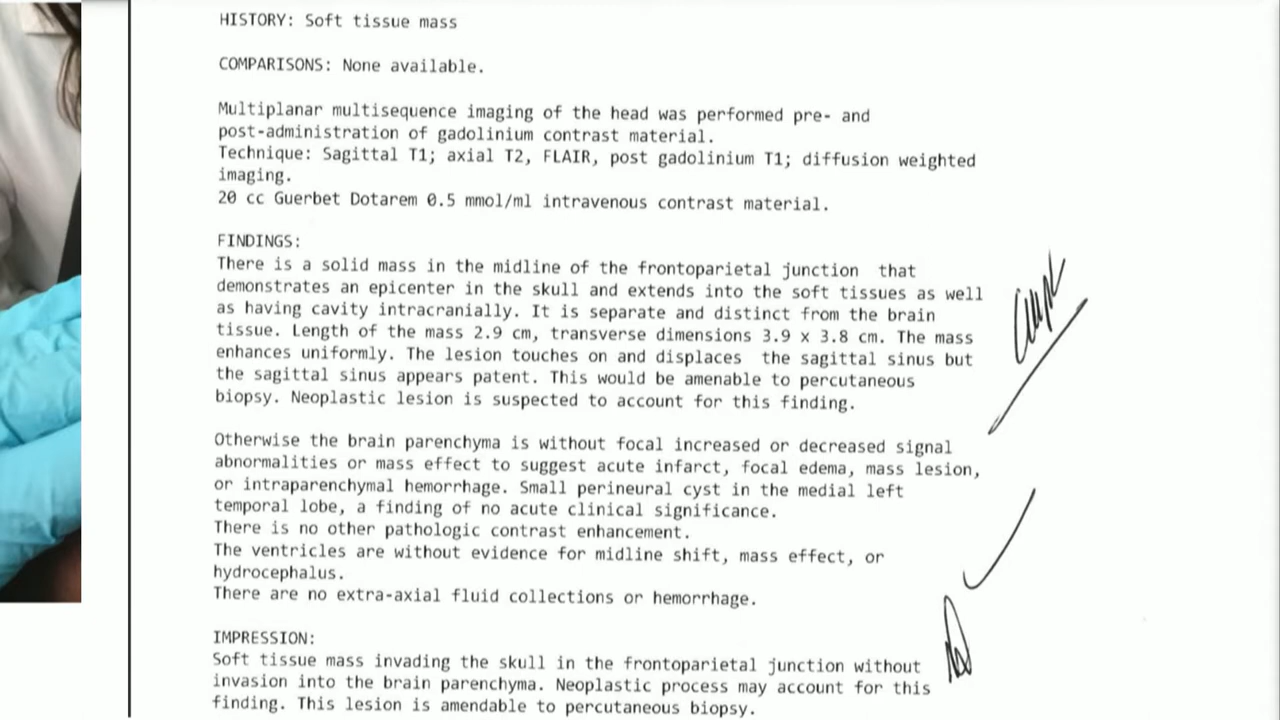 HISTORY: Soft tissue mass
COMPARISONS: None available.
Multiplanar multisequence imaging of the head was performed pre- and
post-administration of gadolinium contrast material.
Technique: Sagittal T1; axial T2, FLAIR, post gadolinium T1; diffusion weighted
imaging.
20 cc Guerbet Dotarem 0.5 mmol/ml intravenous contrast material.
FINDINGS:
There is a solid mass in the midline of the frontoparietal junction that
demonstrates an epicenter in the skull and extends into the soft tissues as well
as having cavity intracranially. It is separate and distinct from the brain
tissue. Length of the mass 2.9 cm, transverse dimensions 3.9 x 3.8 cm. The mass
enhances uniformly. The lesion touches on and displaces the sagittal sinus but
the sagittal sinus appears patent. This would be amenable to percutaneous
biopsy. Neoplastic lesion is suspected to account for this finding.
Otherwise the brain parenchyma is without focal increased or decreased signal
abnormalities or mass effect to suggest acute infarct, focal edema, mass lesion,
or intraparenchymal hemorrhage. Small perineural cyst in the medial left
temporal lobe, a finding of no acute clinical significance.
There is no other pathologic contrast enhancement.
The ventricles are without evidence for midline shift, mass effect, or
hydrocephalus.
There are no extra-axial fluid collections or hemorrhage.
IMPRESSION:
Soft tissue mass invading the skull in the frontoparietal junction without
invasion into the brain parenchyma. Neoplastic process may account for this
finding. This lesion is amendable to percutaneous biopsy.